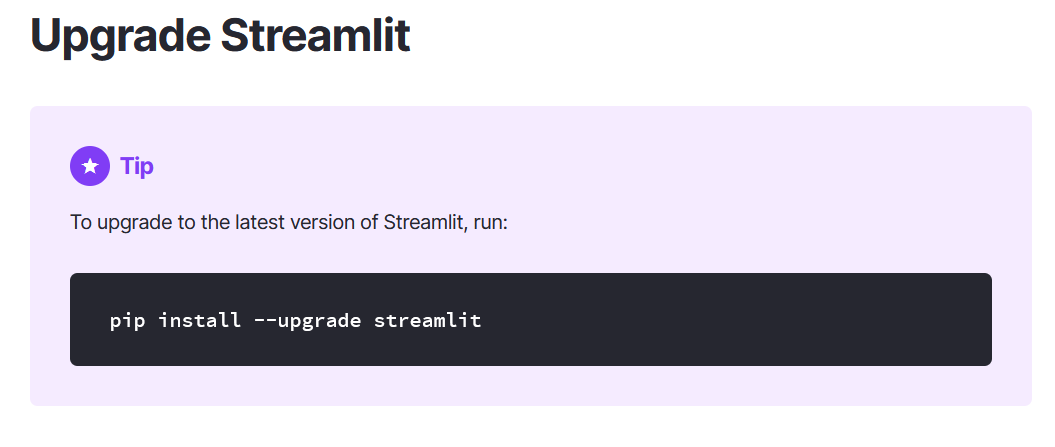 Upgrade Streamlit
Tip
To upgrade to the latest version of Streamlit, run:
pip install --upgrade streamlit